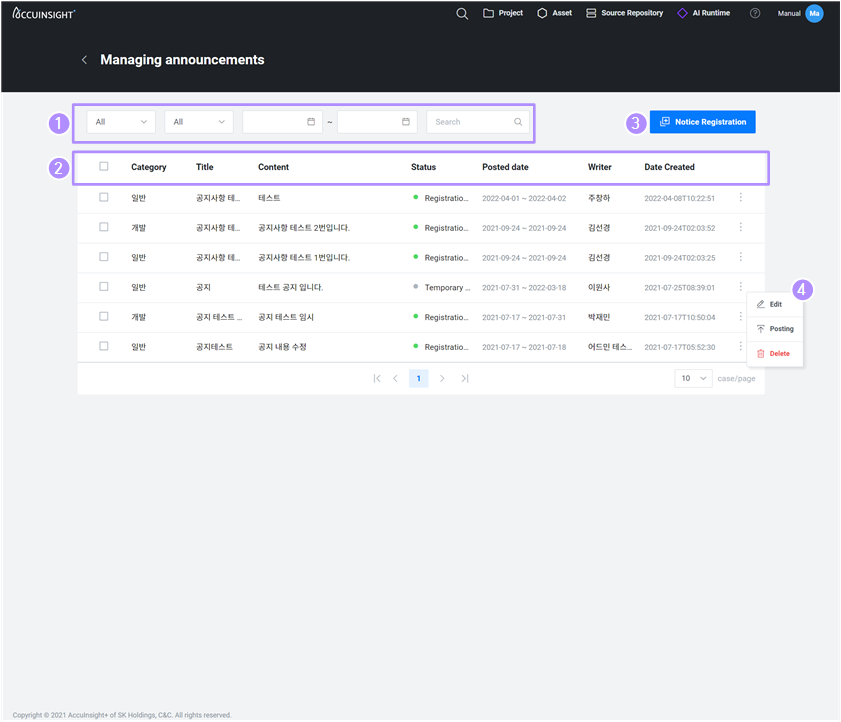 ACCUINSIGHT+ Project Asset Source Repository AI Runtime Manual Ma
Managing announcements
1 All All ~ Search 3 Notice Registration
2 Category Title Content Status Posted date Writer Date Created
일반 공지사항 테... 테스트 Registratio... 2022-04-01 ~ 2022-04-02 주창하 2022-04-08T10:22:51
개발 공지사항 테... 공지사항 테스트 2번입니다. Registratio... 2021-09-24 ~ 2021-09-24 김선경 2021-09-24T02:03:52
일반 공지사항 테... 공지사항 테스트 1번입니다. Registratio... 2021-09-24 ~ 2021-09-24 김선경 2021-09-24T02:03:25
일반 공지 테스트 공지 입니다. Temporary ... 2021-07-31 ~ 2022-03-18 이원사 2021-07-25T08:39:01
4
Edit
개발 공지 테스트 ... 공지 테스트 임시 Registratio... 2021-07-17 ~ 2021-07-31 박재민 2021-07-17T10:50:04
Posting
일반 공지테스트 공지 내용 수정 Registratio... 2021-07-17 ~ 2021-07-18 어드민 테스... 2021-07-17T05:52:30
Delete
1 10 case/page
Copyright © 2021 AccuInsight+ of SK Holdings, C&C. All rights reserved.